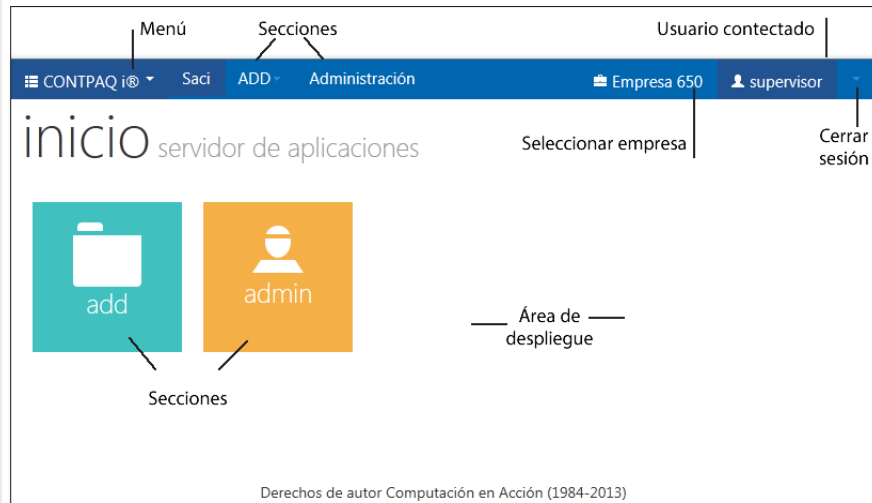 Menú
Secciones
Usuario contectado
CONTPAQ i®
Saci
ADD
Administración
Empresa 650
supervisor
inicio servidor de aplicaciones
Seleccionar empresa
Cerrar
sesión
add
admin
Área de
despliegue
Secciones
Derechos de autor Computación en Acción (1984-2013)